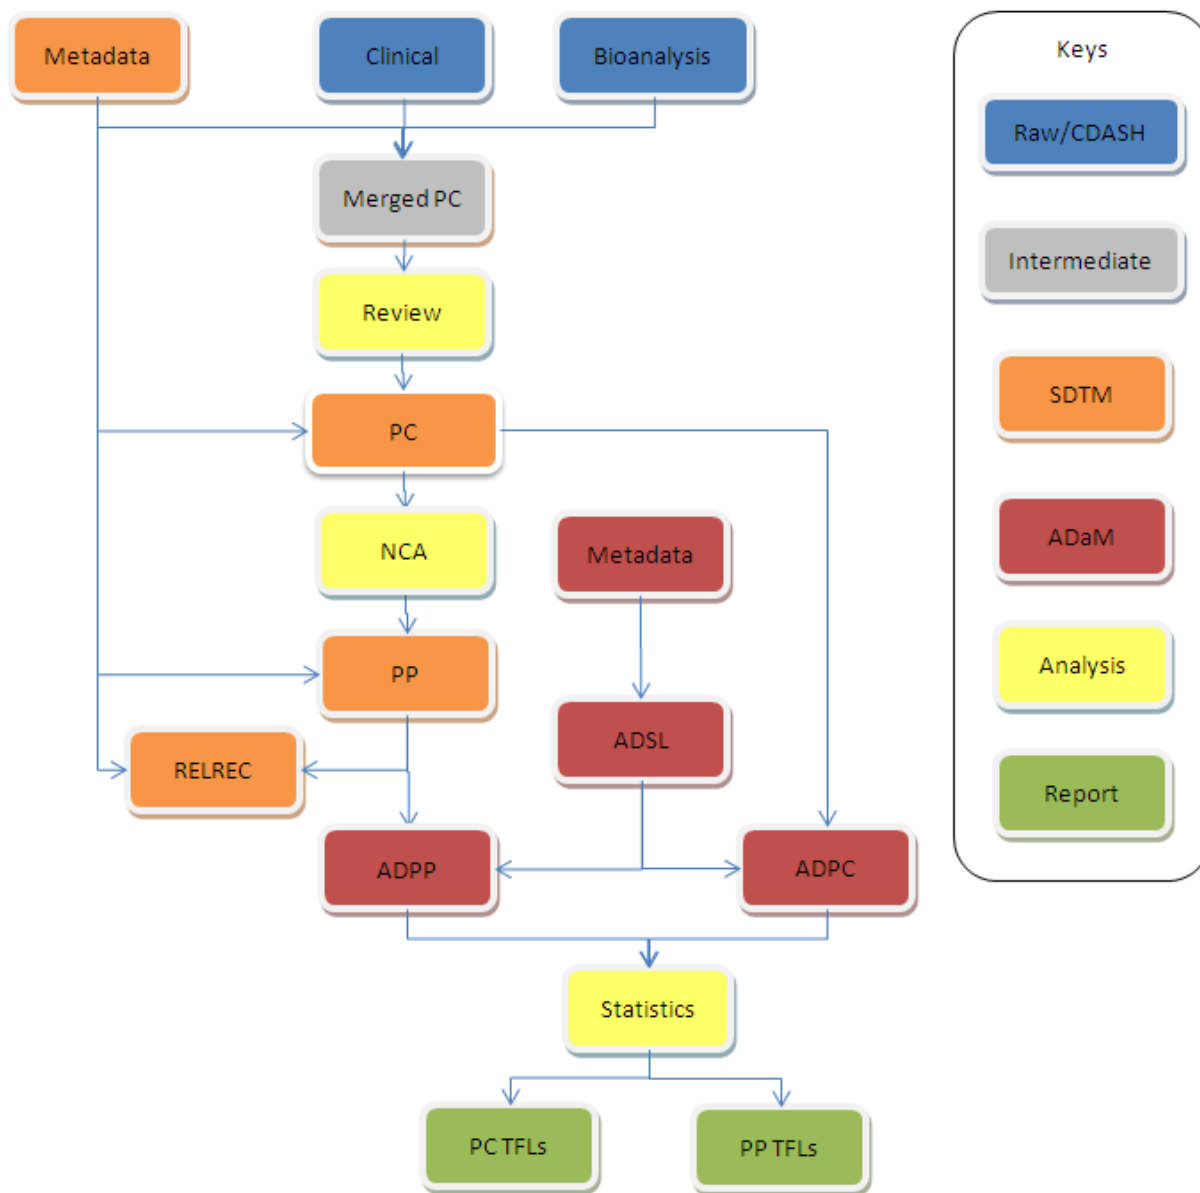 Metadata
Clinical
Bioanalysis
Merged PC
Review
PC
NCA
Metadata
PP
ADSL
RELREC
ADPP
ADPC
Statistics
PC TFLs
PP TFLs
Keys
Raw/CDASH
Intermediate
SDTM
ADaM
Analysis
Report